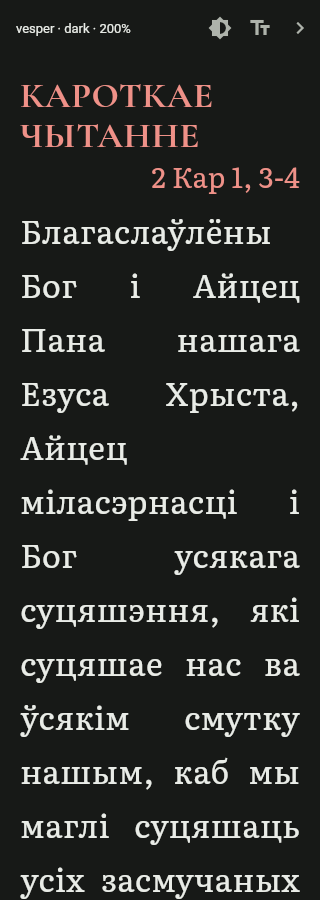 vesper · dark · 200%
КАРОТКАЕ
ЧЫТАННЕ
2 Кар 1, 3-4
Благаслаўлёны
Бог і Айцец
Пана нашага
Езуса Хрыста,
Айцец
міласэрнасці і
Бог усякага
суцяшэння, які
суцяшае нас ва
ўсякім смутку
нашым, каб мы
маглі суцяшаць
усіх засмучаных